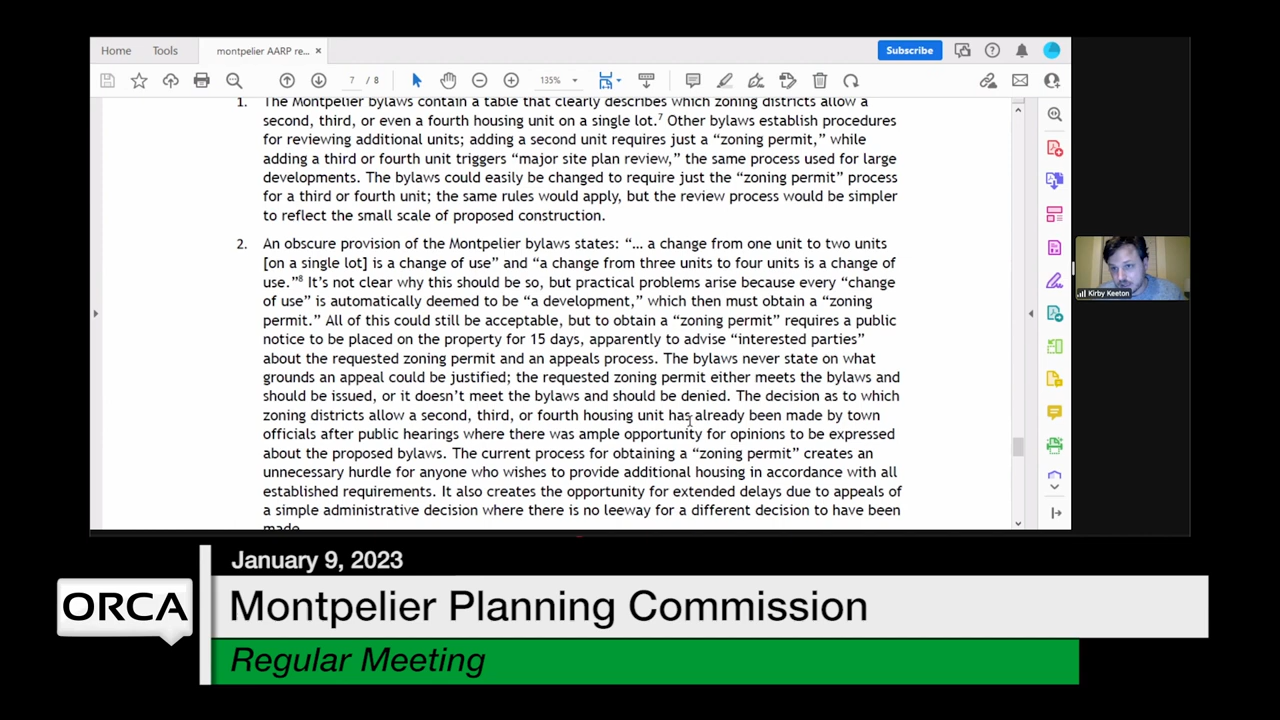 Home
Tools
montpelier AARP re... ×
Subscribe
7 / 8
135%
1. The Montpelier bylaws contain a table that clearly describes which zoning districts allow a
second, third, or even a fourth housing unit on a single lot.7 Other bylaws establish procedures
for reviewing additional units; adding a second unit requires just a “zoning permit,” while
adding a third or fourth unit triggers “major site plan review,” the same process used for large
developments. The bylaws could easily be changed to require just the “zoning permit” process
for a third or fourth unit; the same rules would apply, but the review process would be simpler
to reflect the small scale of proposed construction.
2. An obscure provision of the Montpelier bylaws states: “… a change from one unit to two units
[on a single lot] is a change of use” and “a change from three units to four units is a change of
use.”8 It’s not clear why this should be so, but practical problems arise because every “change
of use” is automatically deemed to be “a development,” which then must obtain a “zoning
permit.” All of this could still be acceptable, but to obtain a “zoning permit” requires a public
notice to be placed on the property for 15 days, apparently to advise “interested parties”
about the requested zoning permit and an appeals process. The bylaws never state on what
grounds an appeal could be justified; the requested zoning permit either meets the bylaws and
should be issued, or it doesn’t meet the bylaws and should be denied. The decision as to which
zoning districts allow a second, third, or fourth housing unit has already been made by town
officials after public hearings where there was ample opportunity for opinions to be expressed
about the proposed bylaws. The current process for obtaining a “zoning permit” creates an
unnecessary hurdle for anyone who wishes to provide additional housing in accordance with all
established requirements. It also creates the opportunity for extended delays due to appeals of
a simple administrative decision where there is no leeway for a different decision to have been
made
Kirby Keeton
January 9, 2023
ORCA
Montpelier Planning Commission
Regular Meeting